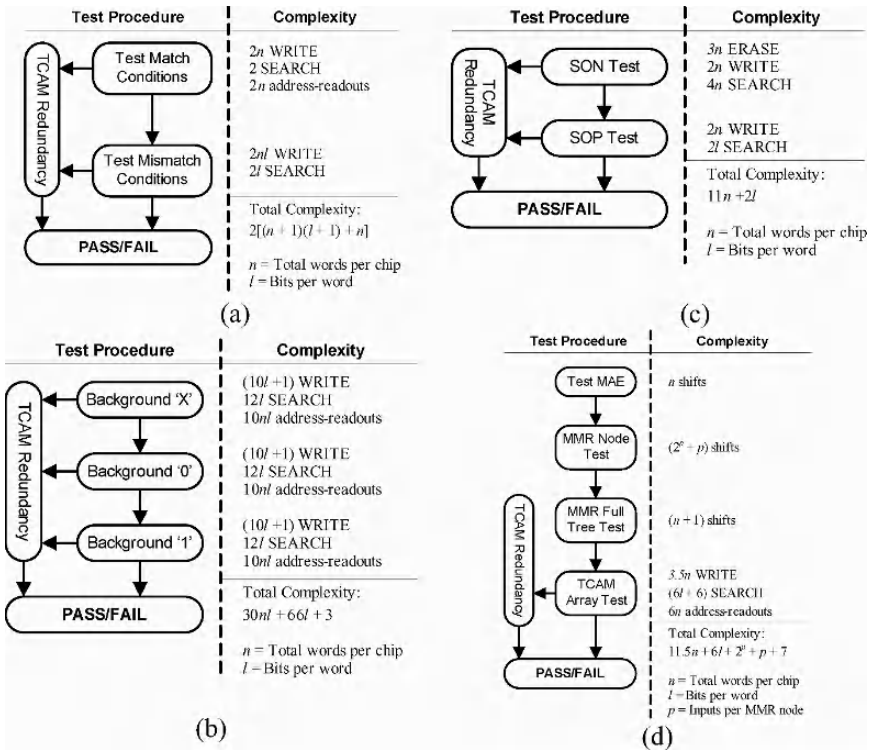 Test Procedure
Complexity
TCAM Redundancy
Test Match
Conditions
2n WRITE
2 SEARCH
2n address-readouts
Test Mismatch
Conditions
2nl WRITE
2l SEARCH
PASS/FAIL
Total Complexity:
2[(n + 1)(l + 1) + n]
n = Total words per chip
l = Bits per word
(a)
Test Procedure
Complexity
TCAM
Redundancy
SON Test
3n ERASE
2n WRITE
4n SEARCH
SOP Test
2n WRITE
2l SEARCH
PASS/FAIL
Total Complexity:
11n +2l
n = Total words per chip
l = Bits per word
(c)
Test Procedure
Complexity
TCAM Redundancy
Background 'X'
(10l +1) WRITE
12l SEARCH
10nl address-readouts
Background '0'
(10l +1) WRITE
12l SEARCH
10nl address-readouts
Background '1'
(10l +1) WRITE
12l SEARCH
10nl address-readouts
PASS/FAIL
Total Complexity:
30nl + 66l + 3
n = Total words per chip
l = Bits per word
(b)
Test Procedure
Complexity
Test MAE
n shifts
MMR Node
Test
(2ᵖ + p) shifts
MMR Full
Tree Test
(n + 1) shifts
TCAM Redundancy
TCAM
Array Test
3.5n WRITE
(6l + 6) SEARCH
6n address-readouts
PASS/FAIL
Total Complexity:
11.5n + 6l + 2ᵖ + p + 7
n = Total words per chip
l = Bits per word
p = Inputs per MMR node
(d)